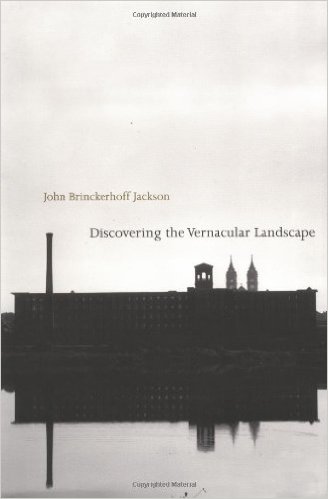 Copyrighted Material
John Brinckerhoff Jackson
Discovering the Vernacular Landscape
Copyrighted Material